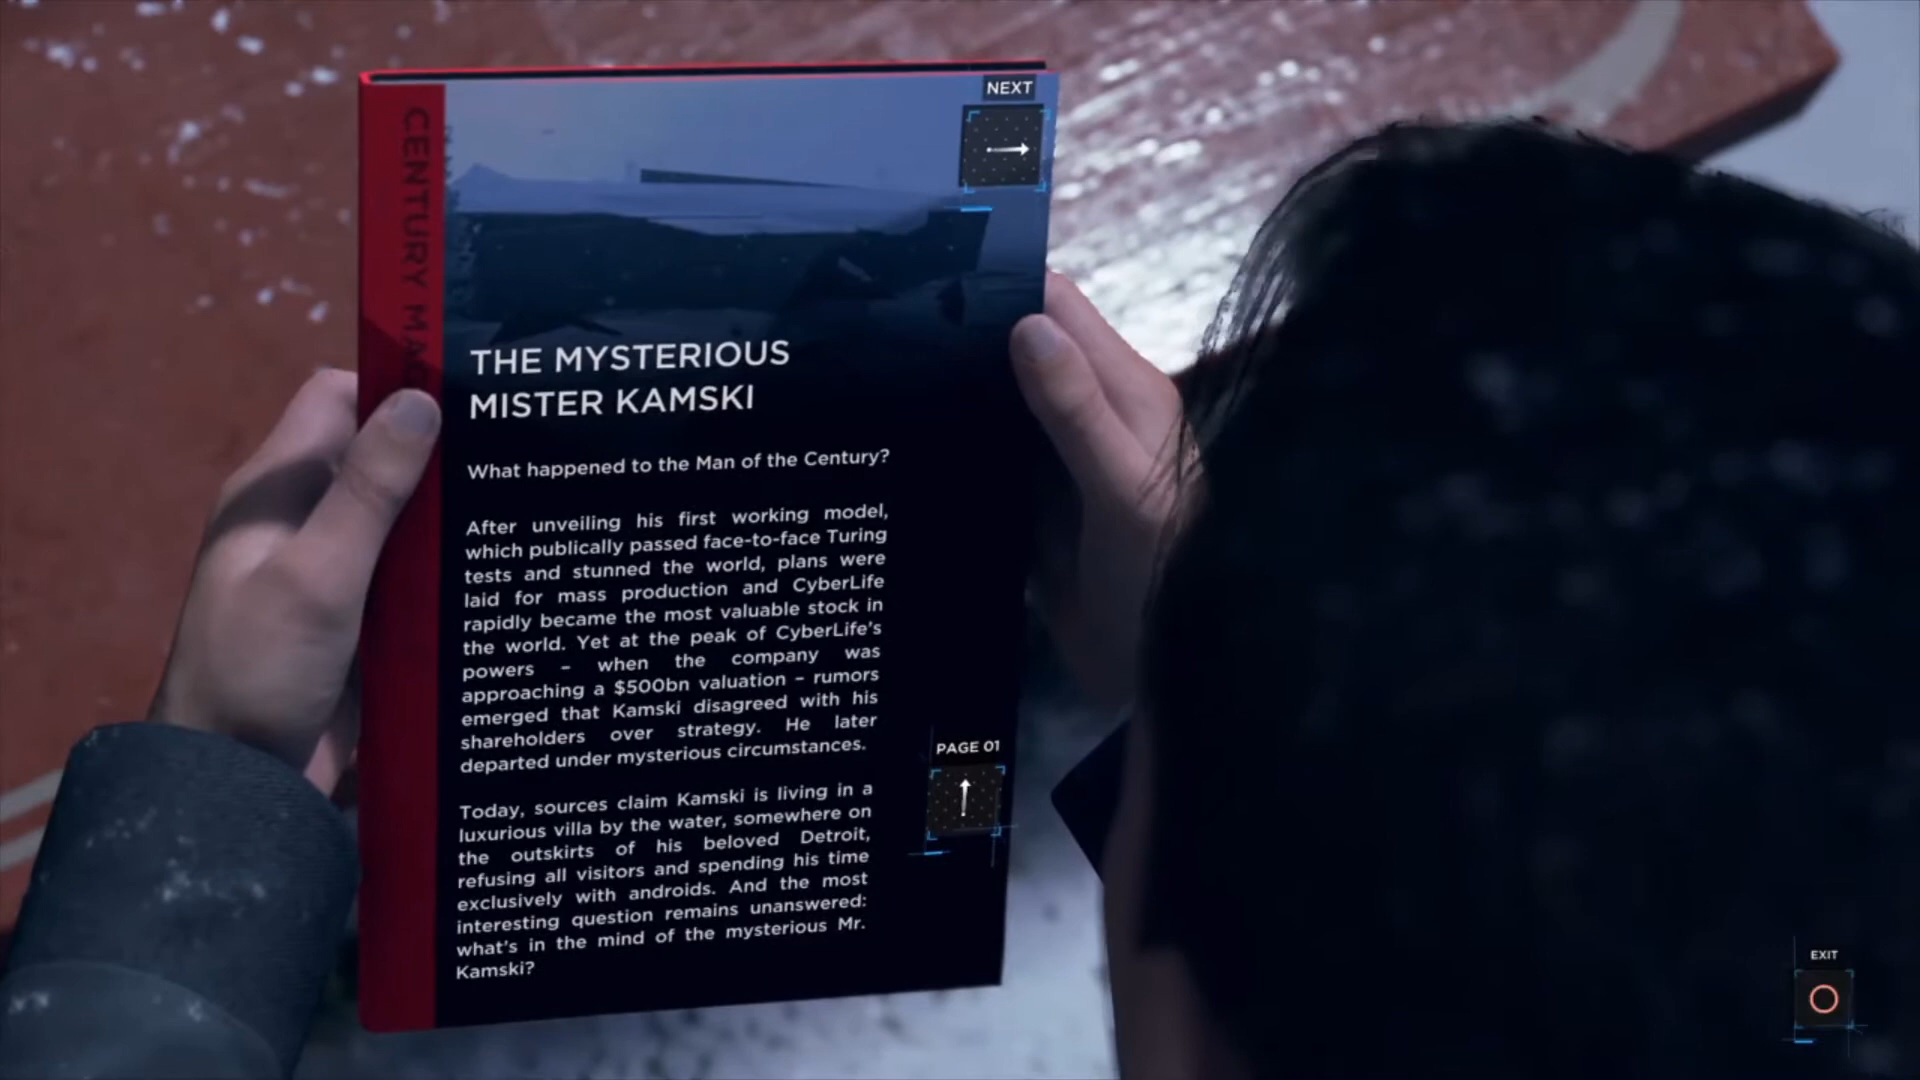 NEXT
CENTURY
THE MYSTERIOUS
MISTER KAMSKI
What happened to the Man of the Century?
After unveiling his first working model,
which publically passed face-to-face Turing
tests and stunned the world, plans were
laid for mass production and CyberLife
rapidly became the most valuable stock in
the world. Yet at the peak of CyberLife's
powers – when the company was
approaching a $500bn valuation – rumors
emerged that Kamski disagreed with his
shareholders over strategy. He later
departed under mysterious circumstances.
PAGE 01
Today, sources claim Kamski is living in a
luxurious villa by the water, somewhere on
the outskirts of his beloved Detroit,
refusing all visitors and spending his time
exclusively with androids. And the most
interesting question remains unanswered:
what's in the mind of the mysterious Mr.
Kamski?
EXIT